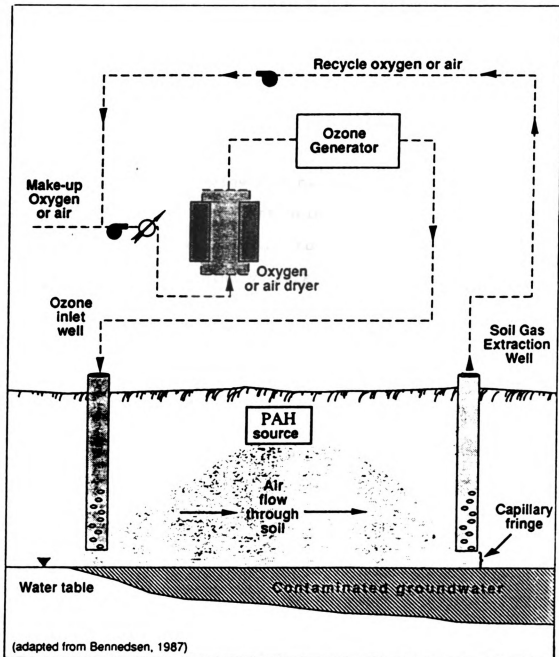 Recycle oxygen or air
Ozone
Generator
Make-up
Oxygen
or air
Oxygen
or air dryer
Ozone
inlet
well
Soil Gas
Extraction
Well
PAH
source
Air
flow
through
soil
Capillary
fringe
Water table
Contaminated groundwater
(adapted from Bennedsen, 1987)